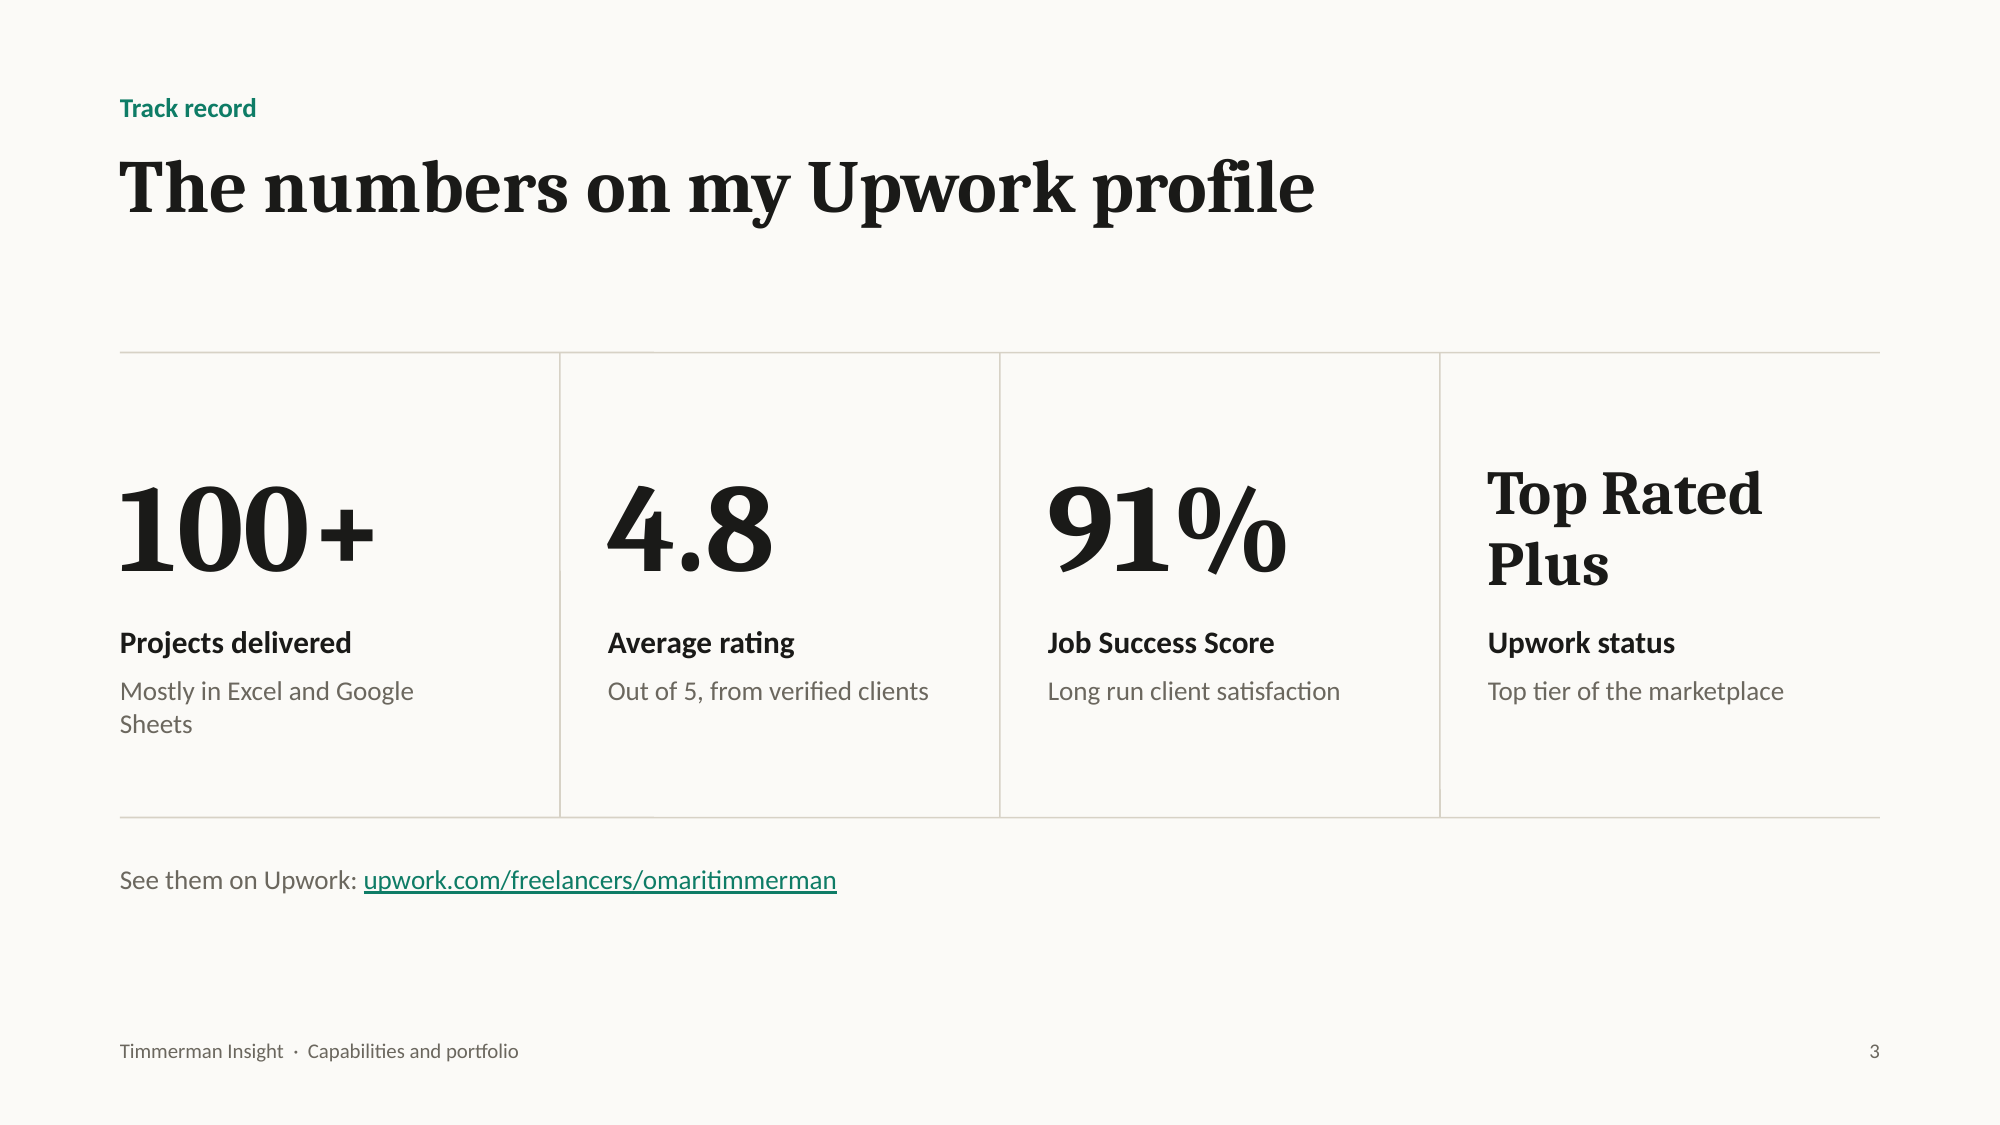 Track record
The numbers on my Upwork profile
100+
Projects delivered
Mostly in Excel and Google
Sheets
4.8
Average rating
Out of 5, from verified clients
91%
Job Success Score
Long run client satisfaction
Top Rated
Plus
Upwork status
Top tier of the marketplace
See them on Upwork: upwork.com/freelancers/omaritimmerman
Timmerman Insight · Capabilities and portfolio
3